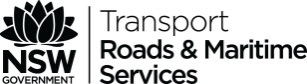 NSW
GOVERNMENT
Transport
Roads & Maritime
Services